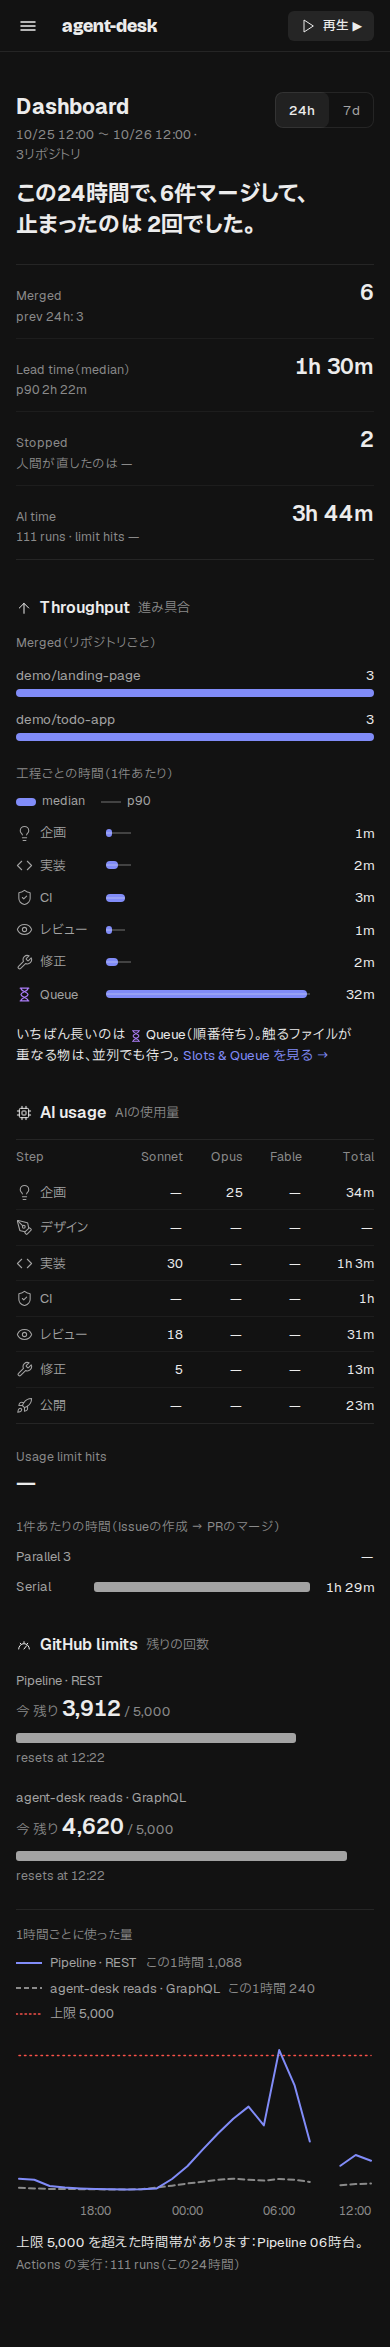 agent-desk
再生 ▶
Dashboard
24h 7d
10/25 12:00 〜 10/26 12:00 ·
3リポジトリ
この24時間で、6件マージして、
止まったのは 2回でした。
Merged 6
prev 24h: 3
Lead time(median) 1h 30m
p90 2h 22m
Stopped 2
人間が直したのは —
AI time 3h 44m
111 runs · limit hits —
Throughput 進み具合
Merged(リポジトリごと)
demo/landing-page 3
demo/todo-app 3
工程ごとの時間(1件あたり)
median p90
企画 1m
実装 2m
CI 3m
レビュー 1m
修正 2m
Queue 32m
いちばん長いのは Queue(順番待ち)。触るファイルが
重なる物は、並列でも待つ。 Slots & Queue を見る →
AI usage AIの使用量
Step Sonnet Opus Fable Total
企画 — 25 — 34m
デザイン — — — —
実装 30 — — 1h 3m
CI — — — 1h
レビュー 18 — — 31m
修正 5 — — 13m
公開 — — — 23m
Usage limit hits
—
1件あたりの時間(Issueの作成 → PRのマージ)
Parallel 3 —
Serial 1h 29m
GitHub limits 残りの回数
Pipeline · REST
今 残り 3,912 / 5,000
resets at 12:22
agent-desk reads · GraphQL
今 残り 4,620 / 5,000
resets at 12:22
1時間ごとに使った量
Pipeline · REST この1時間 1,088
agent-desk reads · GraphQL この1時間 240
上限 5,000
18:00 00:00 06:00 12:00
上限 5,000 を超えた時間帯があります:Pipeline 06時台。
Actions の実行:111 runs(この24時間)